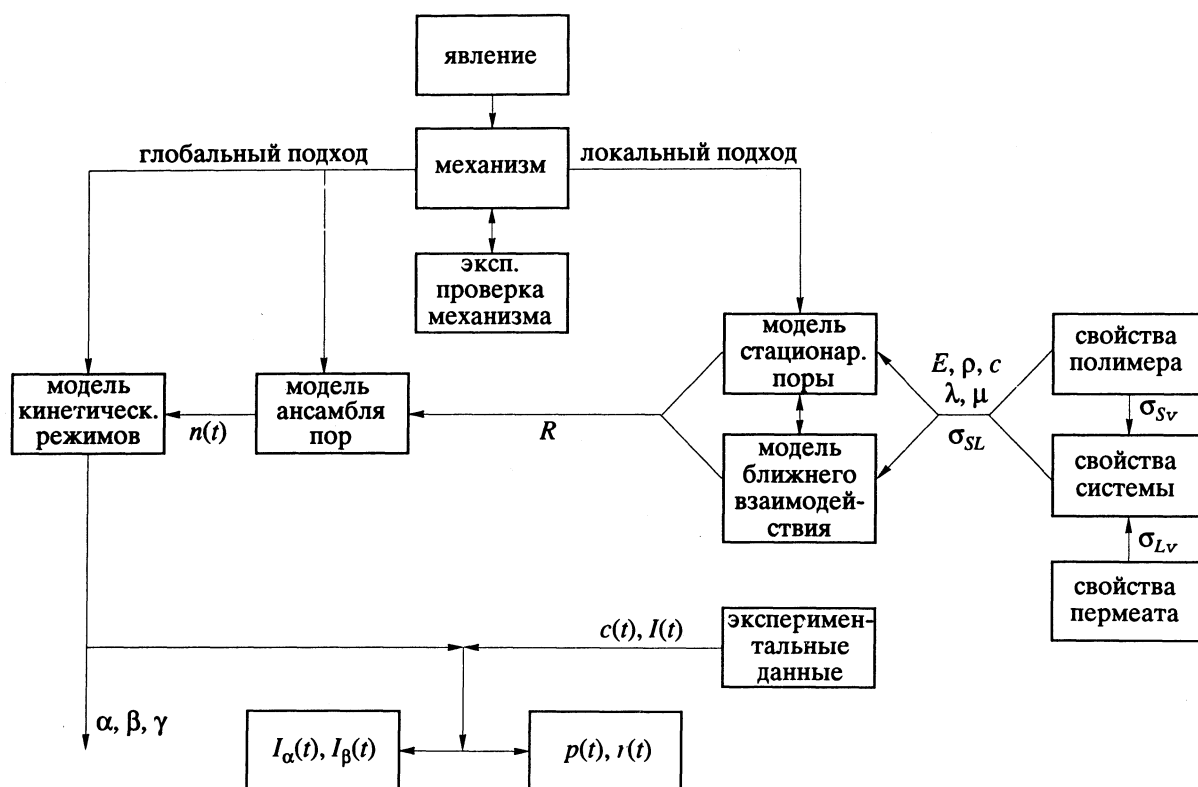 явление
глобальный подход
механизм
локальный подход
эксп.
проверка
механизма
модель
стационар.
поры
E, ρ, c
λ, μ
σSL
свойства
полимера
σSv
модель
кинетическ.
режимов
n(t)
модель
ансамбля
пор
R
модель
ближнего
взаимодей-
ствия
свойства
системы
σLv
свойства
пермеата
c(t), I(t)
эксперимен-
тальные
данные
α, β, γ
Iα(t), Iβ(t)
p(t), r(t)